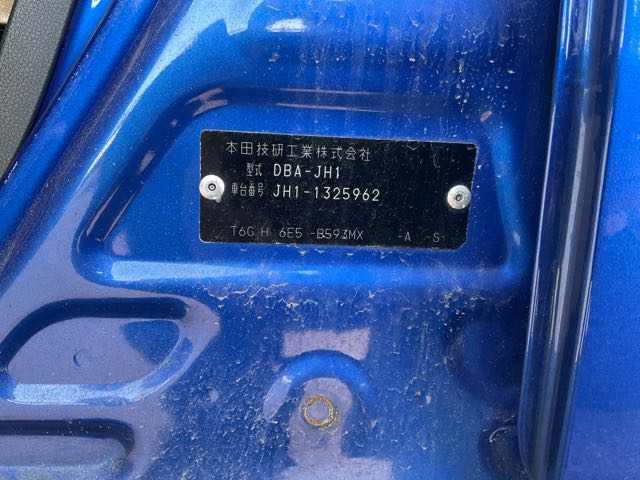 本田技研工業株式会社
型式 DBA-JH1
車台番号 JH1-1325962
T6G H 6E5 -B593MX -A -S